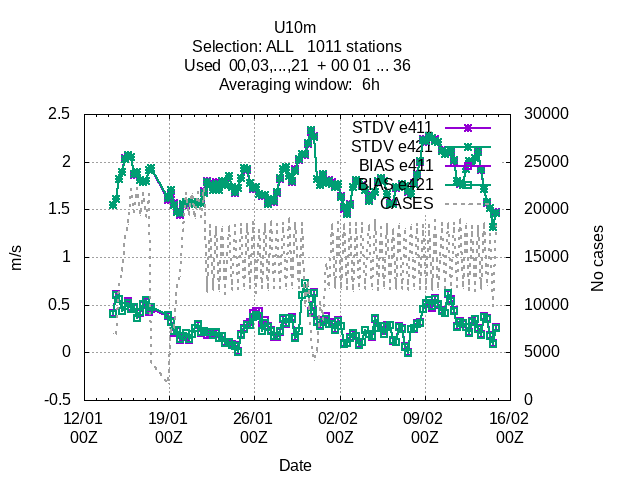 U10m
Selection: ALL   1011 stations
Used  00,03,...,21  + 00 01 ... 36
Averaging window:  6h
2.5
2
1.5
1
0.5
0
-0.5
30000
25000
20000
15000
10000
5000
0
m/s
No cases
STDV e411
STDV e421
BIAS e411
BIAS e421
CASES
12/01 19/01 26/01 02/02 09/02 16/02
00Z 00Z 00Z 00Z 00Z 00Z
Date